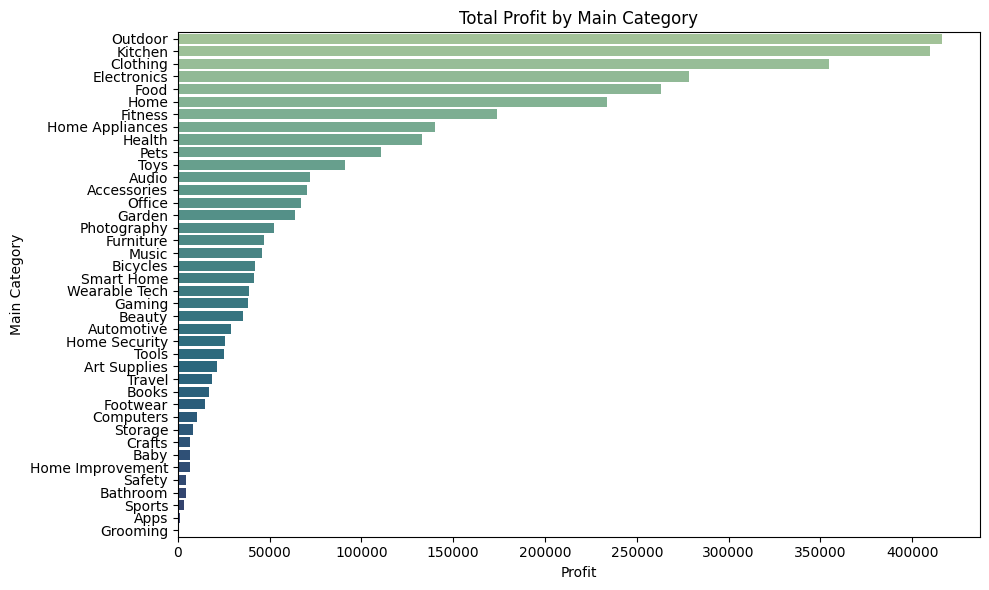 Total Profit by Main Category
Main Category
Outdoor
Kitchen
Clothing
Electronics
Food
Home
Fitness
Home Appliances
Health
Pets
Toys
Audio
Accessories
Office
Garden
Photography
Furniture
Music
Bicycles
Smart Home
Wearable Tech
Gaming
Beauty
Automotive
Home Security
Tools
Art Supplies
Travel
Books
Footwear
Computers
Storage
Crafts
Baby
Home Improvement
Safety
Bathroom
Sports
Apps
Grooming
0 50000 100000 150000 200000 250000 300000 350000 400000
Profit